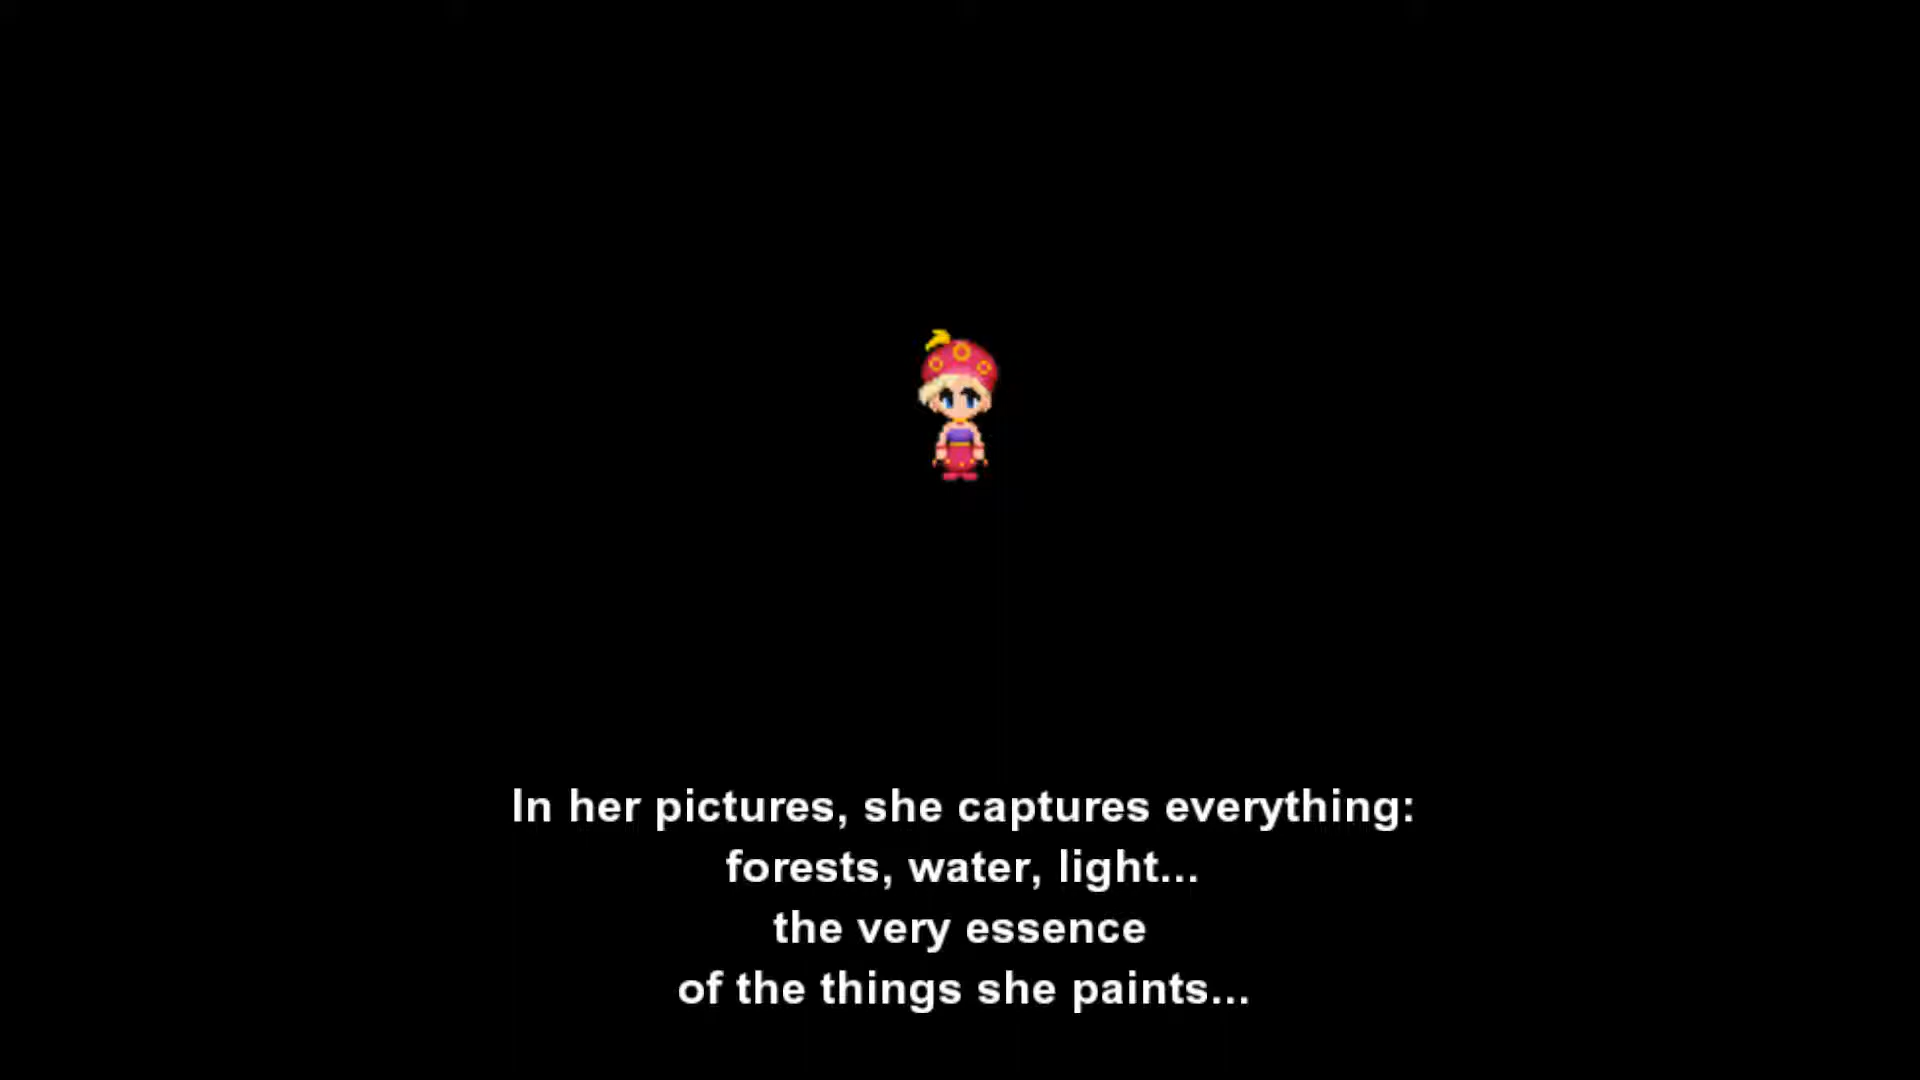 In her pictures, she captures everything:
forests, water, light...
the very essence
of the things she paints...